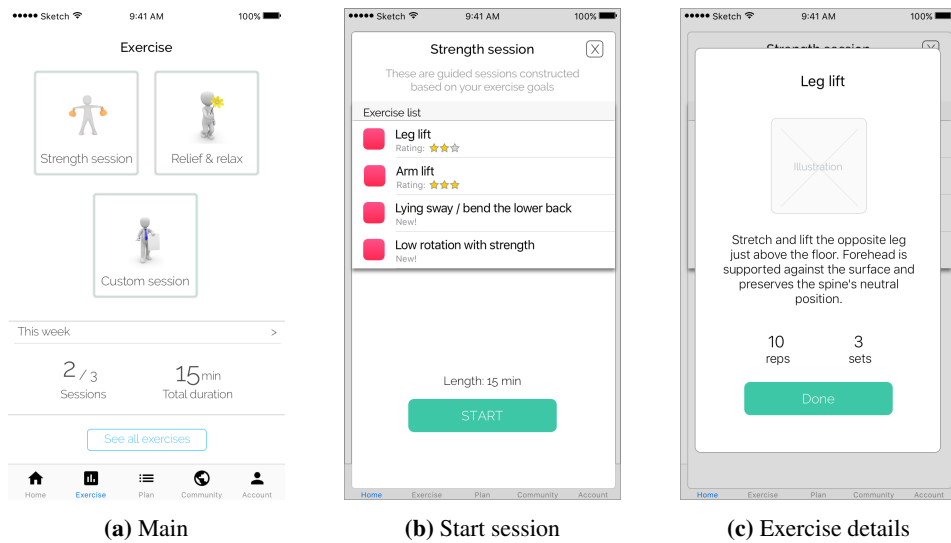 Sketch 9:41 AM 100%
Exercise
Strength session
Relief & relax
Custom session
This week >
2 / 3
Sessions
15 min
Total duration
See all exercises
Home Exercise Plan Community Account
(a) Main
Sketch 9:41 AM 100%
Strength session X
These are guided sessions constructed
based on your exercise goals
Exercise list
Leg lift
Rating:
Arm lift
Rating:
Lying sway / bend the lower back
New!
Low rotation with strength
New!
Length: 15 min
START
Home Exercise Plan Community Account
(b) Start session
Sketch 9:41 AM 100%
Strength session
Leg lift
Illustration
Stretch and lift the opposite leg
just above the floor. Forehead is
supported against the surface and
preserves the spine's neutral
position.
10 3
reps sets
Done
Home Exercise Plan Community Account
(c) Exercise details